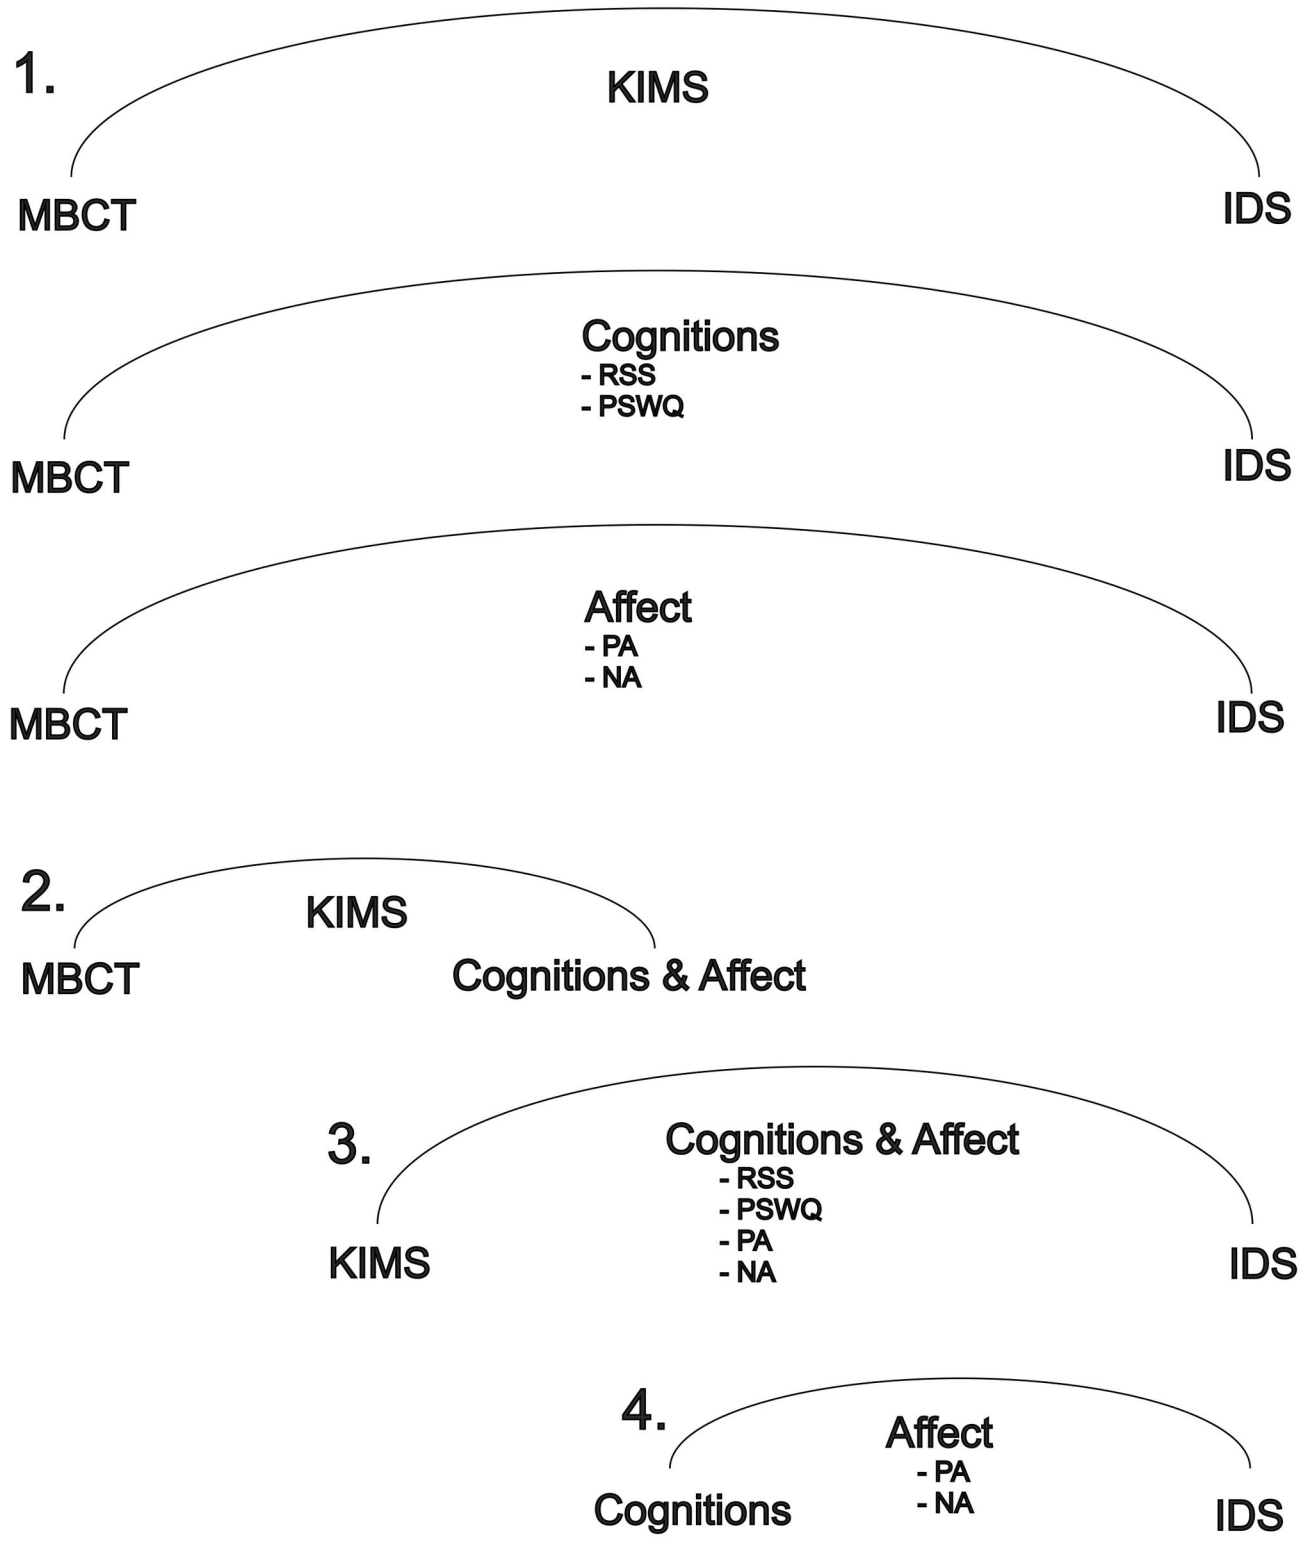 1.
KIMS
MBCT
IDS
Cognitions
- RSS
- PSWQ
MBCT
IDS
Affect
- PA
- NA
MBCT
IDS
2.
KIMS
MBCT
Cognitions & Affect
3.
Cognitions & Affect
- RSS
- PSWQ
- PA
- NA
KIMS
IDS
4.
Affect
- PA
- NA
Cognitions
IDS